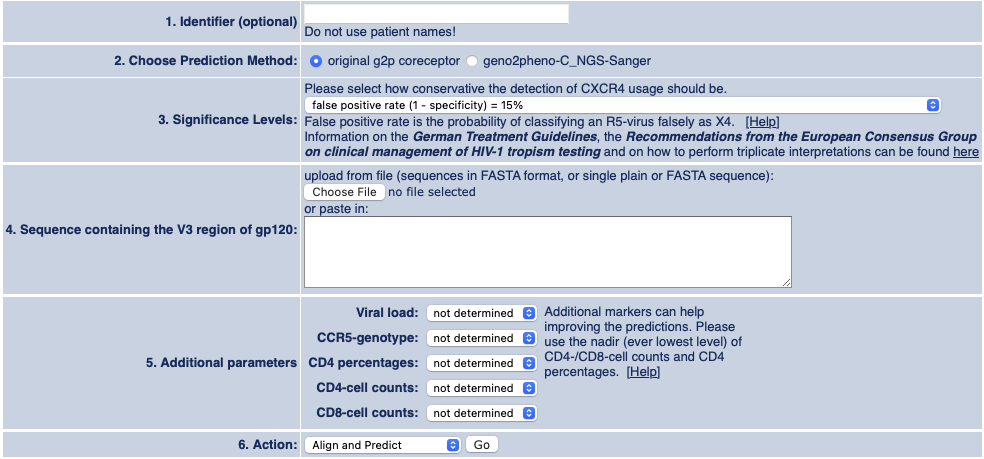 1. Identifier (optional)
Do not use patient names!
2. Choose Prediction Method:
original g2p coreceptor geno2pheno-C_NGS-Sanger
Please select how conservative the detection of CXCR4 usage should be.
false positive rate (1 - specificity) = 15%
3. Significance Levels:
False positive rate is the probability of classifying an R5-virus falsely as X4. [Help]
Information on the German Treatment Guidelines, the Recommendations from the European Consensus Group
on clinical management of HIV-1 tropism testing and on how to perform triplicate interpretations can be found here
upload from file (sequences in FASTA format, or single plain or FASTA sequence):
Choose File no file selected
or paste in:
4. Sequence containing the V3 region of gp120:
5. Additional parameters
Viral load: not determined
CCR5-genotype: not determined
CD4 percentages: not determined
CD4-cell counts: not determined
CD8-cell counts: not determined
Additional markers can help
improving the predictions. Please
use the nadir (ever lowest level) of
CD4-/CD8-cell counts and CD4
percentages. [Help]
6. Action: Align and Predict Go